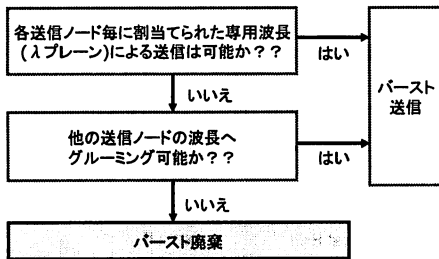 各送信ノード毎に割当てられた専用波長
(λプレーン)による送信は可能か??
はい
いいえ
バースト
送信
他の送信ノードの波長へ
グルーミング可能か??
はい
いいえ
バースト廃棄